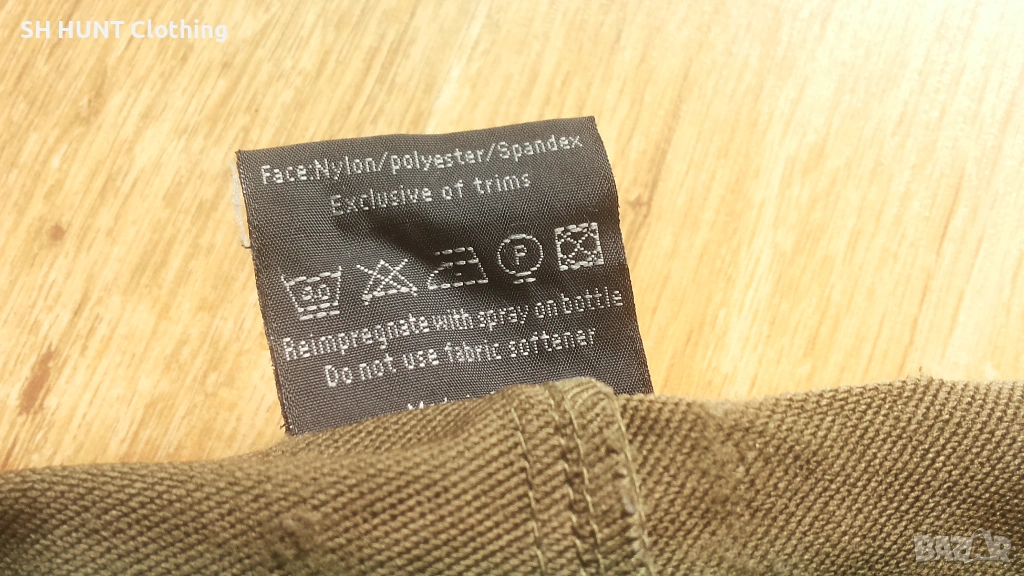 SH HUNT Clothing
Face:Nylon/polyester/Spandex
Exclusive of trims
30
P
Reimpregnate with spray on bottle
Do not use fabric softener